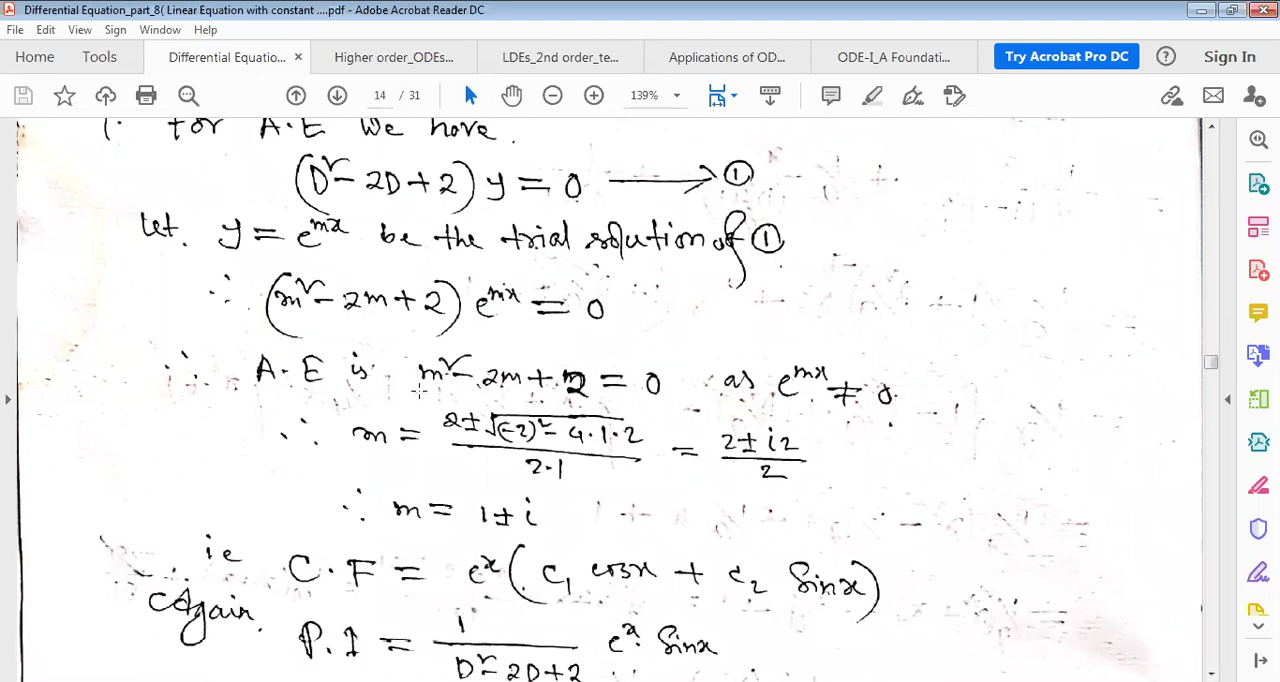 Differential Equation_part_8( Linear Equation with constant ....pdf - Adobe Acrobat Reader DC
File Edit View Sign Window Help
Home Tools Differential Equatio... × Higher order_ODEs... LDEs_2nd order_te... Applications of OD... ODE-I_A Foundati... Try Acrobat Pro DC Sign In
14 / 31 139%
For A.E We have
(D² - 2D + 2) y = 0 ⟶ ①
Let. y = e^{mx} be the trial solution of ①
∴ (m² - 2m + 2) e^{mx} = 0
∴ A.E is m² - 2m + 2 = 0 as e^{mx} ≠ 0
∴ m = (2 ± √((-2)² - 4·1·2)) / (2·1) = (2 ± i2) / 2
∴ m = 1 ± i
ie C.F = e^x (c₁ cosx + c₂ Sinx)
Again, P.I = 1 / (D² - 2D + 2) e^x. Sinx